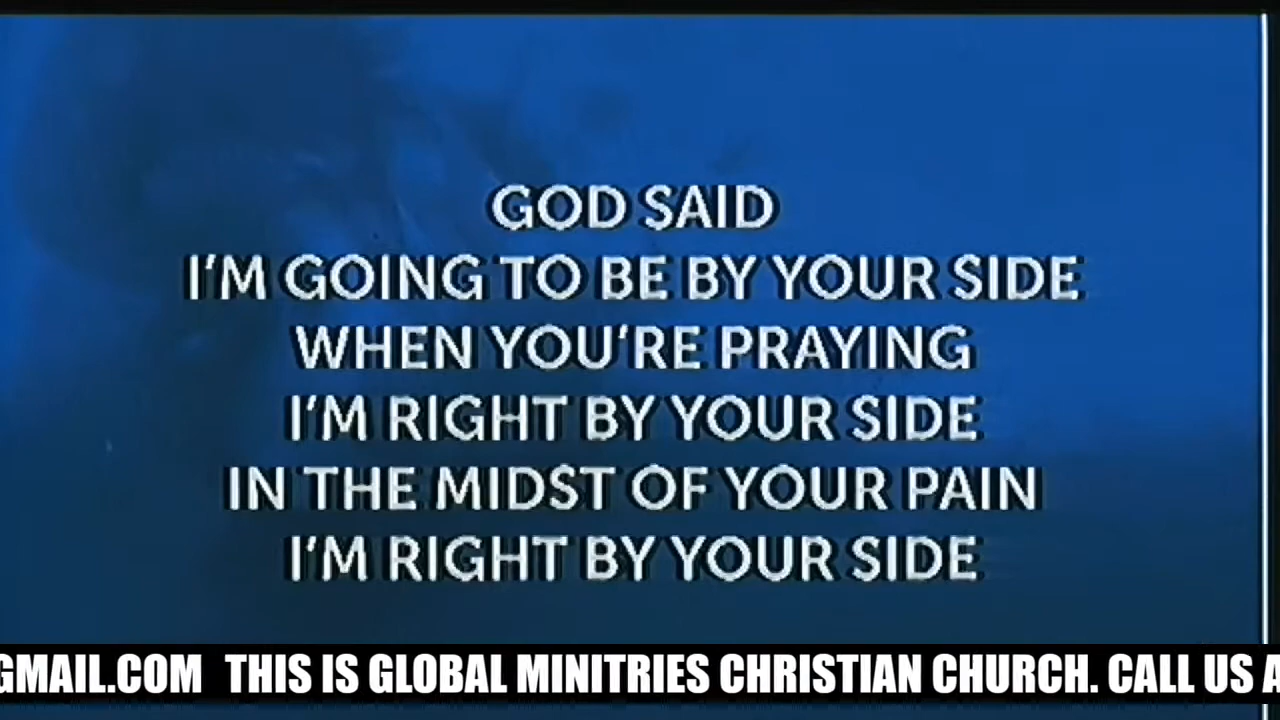 GOD SAID
I'M GOING TO BE BY YOUR SIDE
WHEN YOU'RE PRAYING
I'M RIGHT BY YOUR SIDE
IN THE MIDST OF YOUR PAIN
I'M RIGHT BY YOUR SIDE
GMAIL.COM THIS IS GLOBAL MINITRIES CHRISTIAN CHURCH. CALL US A